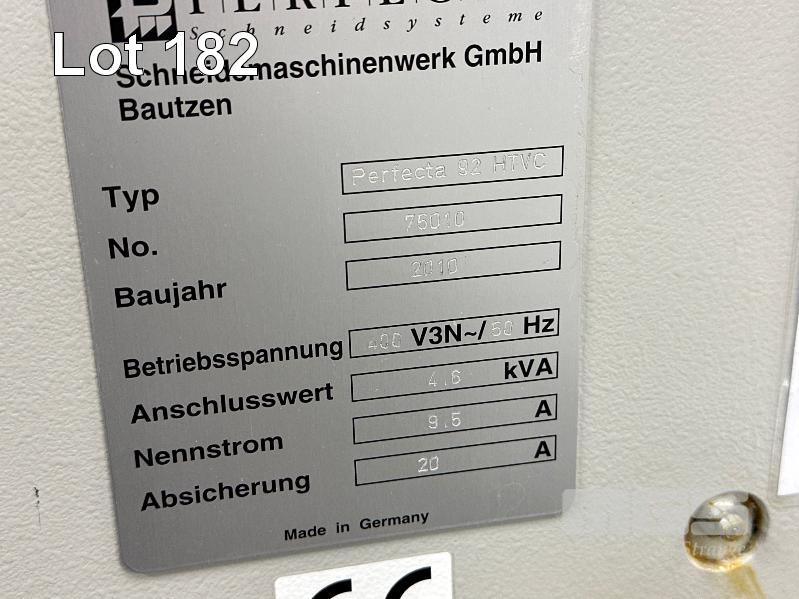 Lot 182
Schneidsysteme
Schneidemaschinenwerk GmbH
Bautzen
Typ Perfecta 92 HTVC
No. 75010
Baujahr 2010
Betriebsspannung 400 V3N~/ 50 Hz
Anschlusswert 4.6 kVA
Nennstrom 9.5 A
Absicherung 20 A
Made in Germany
CE